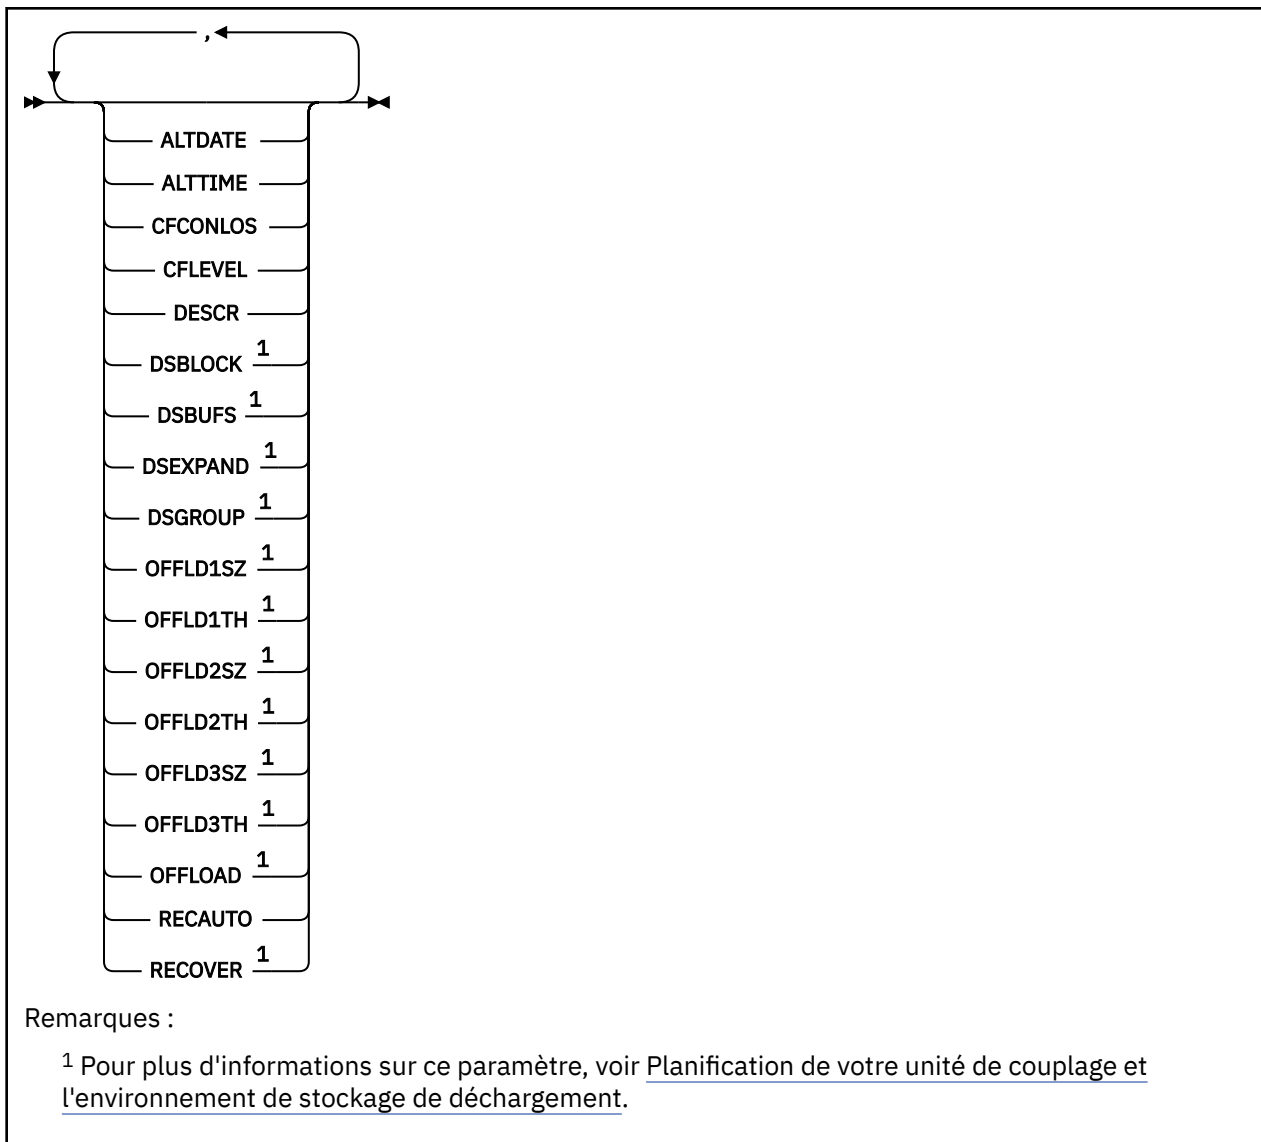 ,
ALTDATE
ALTTIME
CFCONLOS
CFLEVEL
DESCR
DSBLOCK 1
DSBUFS 1
DSEXPAND 1
DSGROUP 1
OFFLD1SZ 1
OFFLD1TH 1
OFFLD2SZ 1
OFFLD2TH 1
OFFLD3SZ 1
OFFLD3TH 1
OFFLOAD 1
RECAUTO
RECOVER 1
Remarques :
1 Pour plus d'informations sur ce paramètre, voir Planification de votre unité de couplage et
l'environnement de stockage de déchargement.